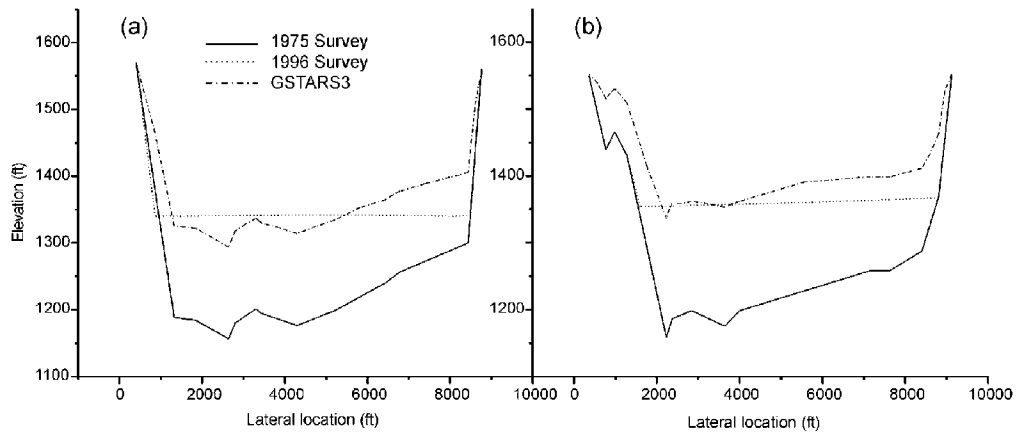 (a)
1975 Survey
1996 Survey
GSTARS3
1600
1500
1400
1300
1200
1100
Elevation (ft)
0 2000 4000 6000 8000 10000
Lateral location (ft)
(b)
1600
1400
1200
0 2000 4000 6000 8000 10000
Lateral location (ft)